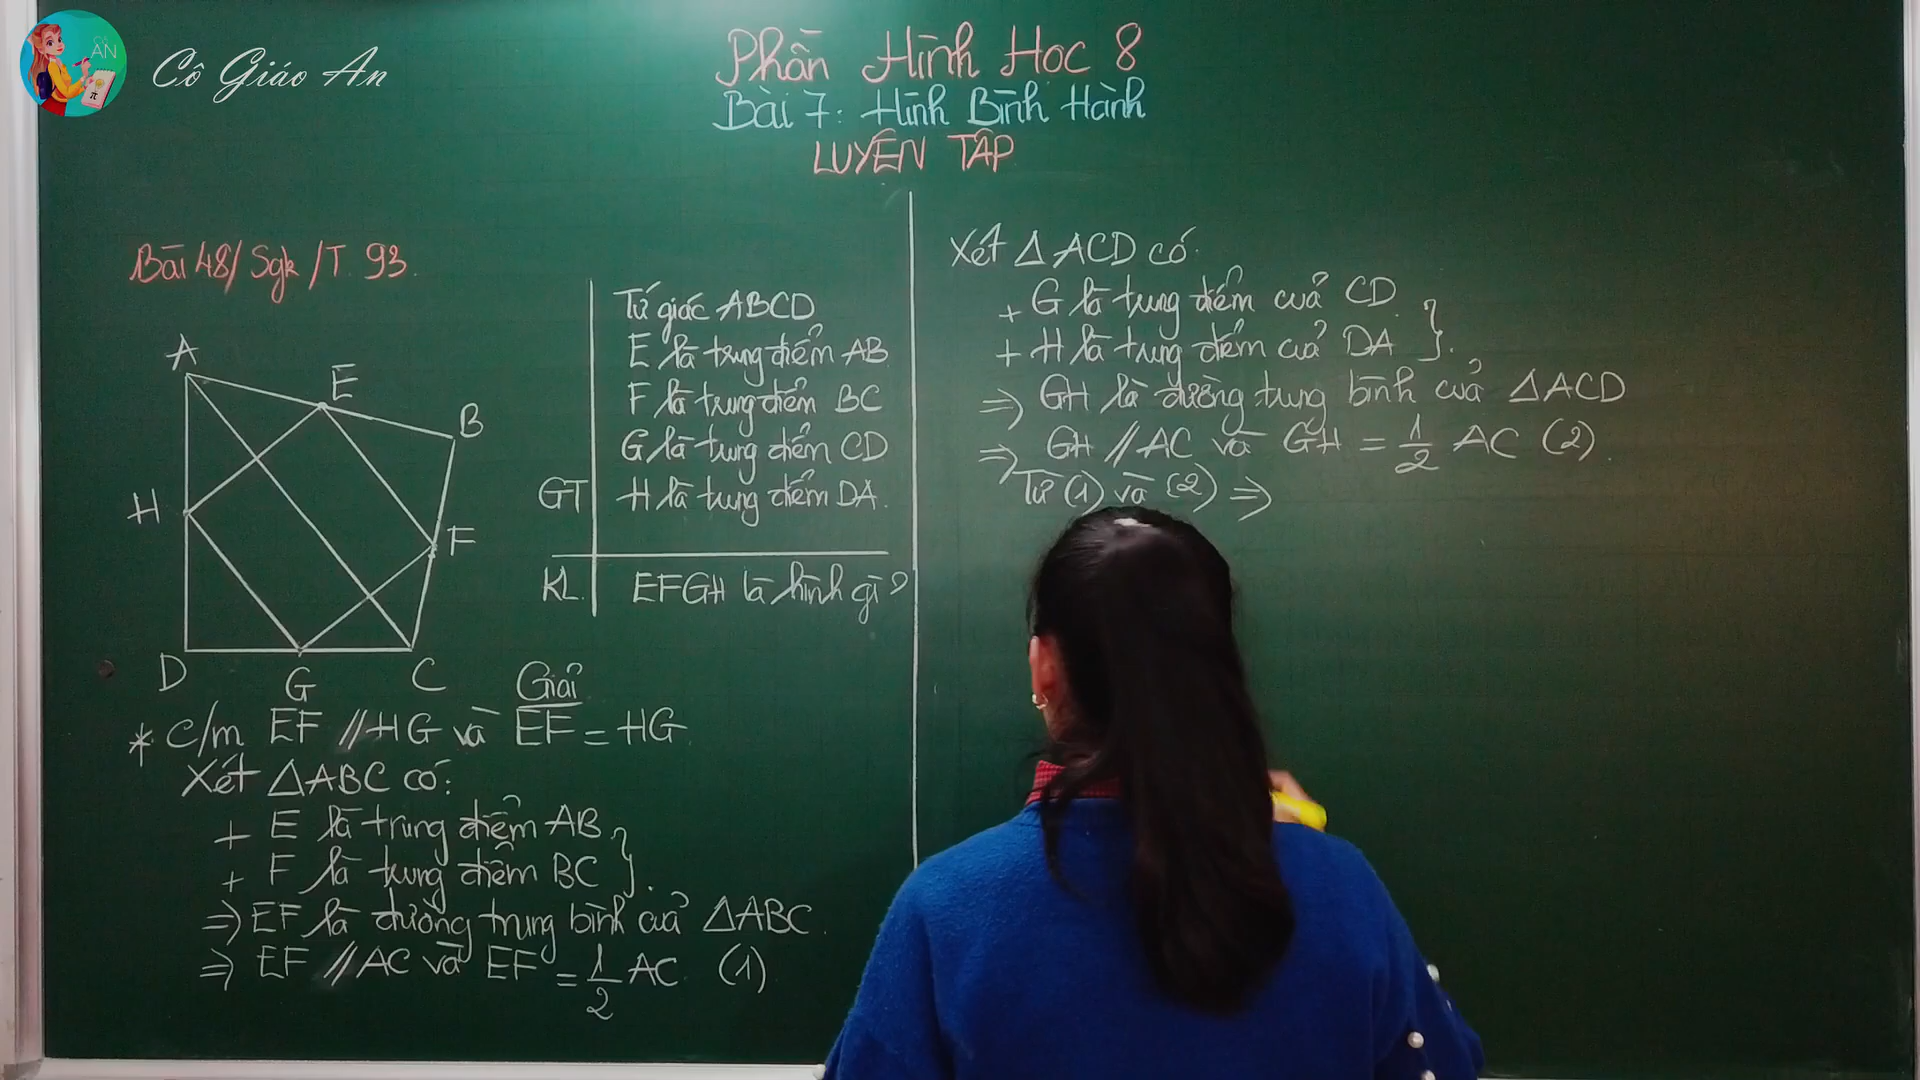 AN
Cô Giáo An
Phần Hình Học 8
Bài 7: Hình Bình Hành
LUYỆN TẬP
Bài 48/ Sgk /T. 93.
A
E
B
H
F
D
G
C
Tứ giác ABCD
E là trung điểm AB
F là trung điểm BC
G là trung điểm CD
GT H là trung điểm DA.
KL. EFGH là hình gì?
Giải
* C/m EF // HG và EF = HG.
Xét △ABC có:
+ E là trung điểm AB
+ F là trung điểm BC }.
=> EF là đường trung bình của △ABC.
=> EF // AC và EF = 1/2 AC (1)
Xét △ACD có:
+ G là trung điểm của CD.
+ H là trung điểm của DA }.
=> GH là đường trung bình của △ACD
=> GH // AC và GH = 1/2 AC (2).
Từ (1) và (2) =>